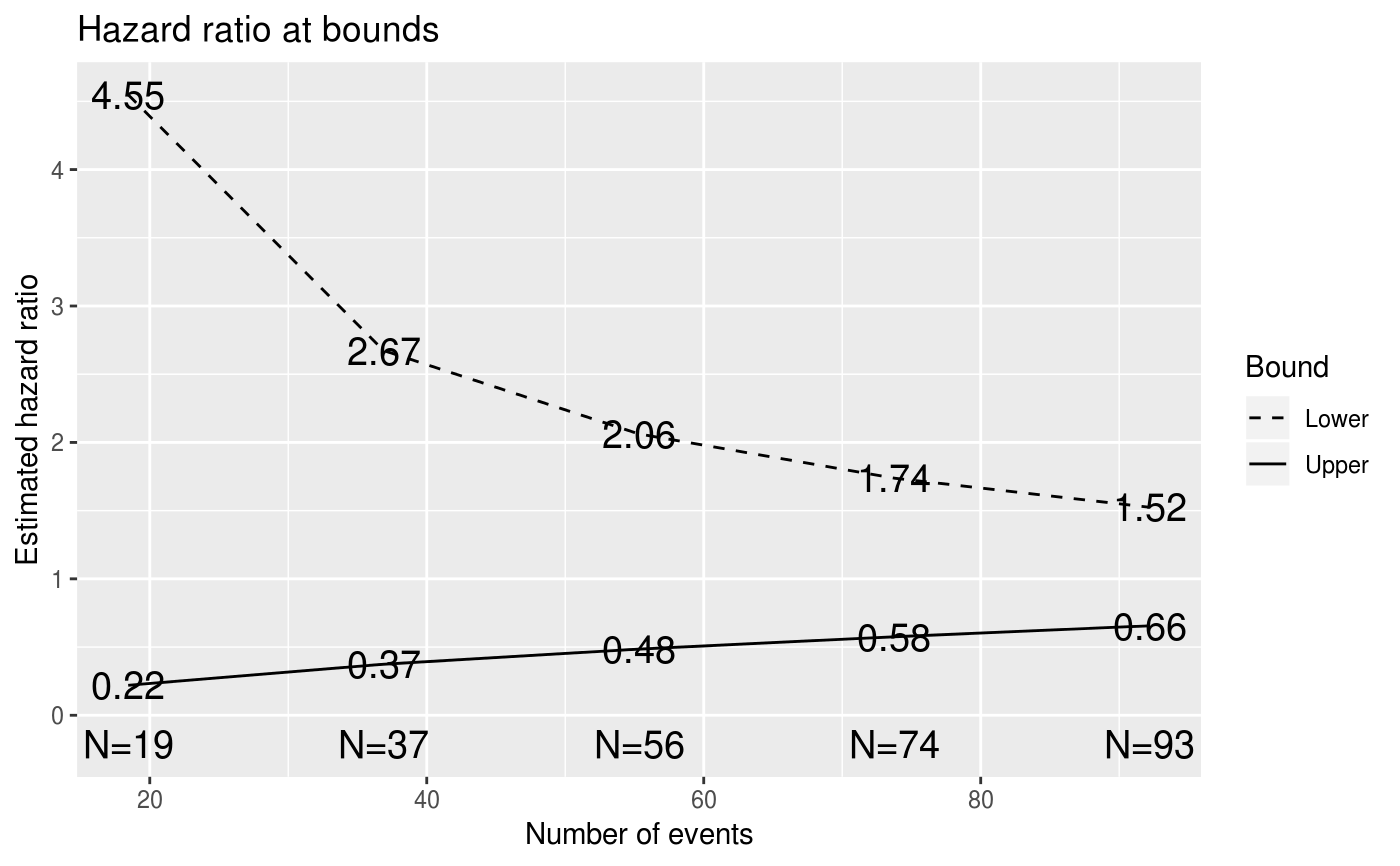 Hazard ratio at bounds
Estimated hazard ratio
4
3
2
1
0
4.55
2.67
2.06
1.74
1.52
0.22
0.37
0.48
0.58
0.66
N=19 N=37 N=56 N=74 N=93
20 40 60 80
Number of events
Bound
Lower
Upper